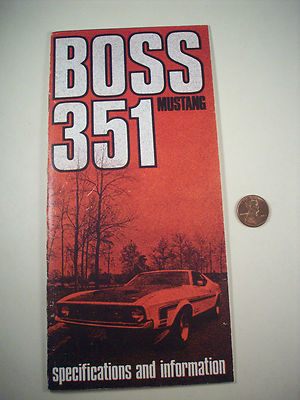 BOSS
351
MUSTANG
specifications and information